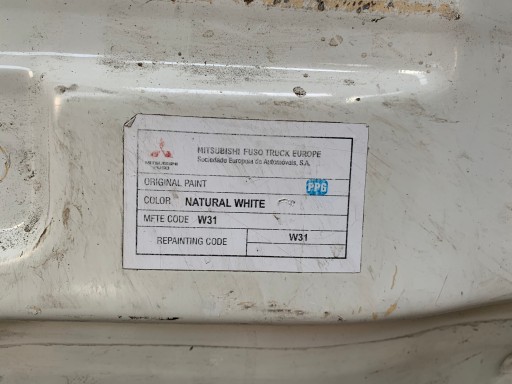 MITSUBISHI FUSO TRUCK EUROPE
Sociedade Europeia de Automóveis, S.A.
MITSUBISHI
ORIGINAL PAINT
PPG
COLOR NATURAL WHITE
MFTE CODE W31
REPAINTING CODE W31